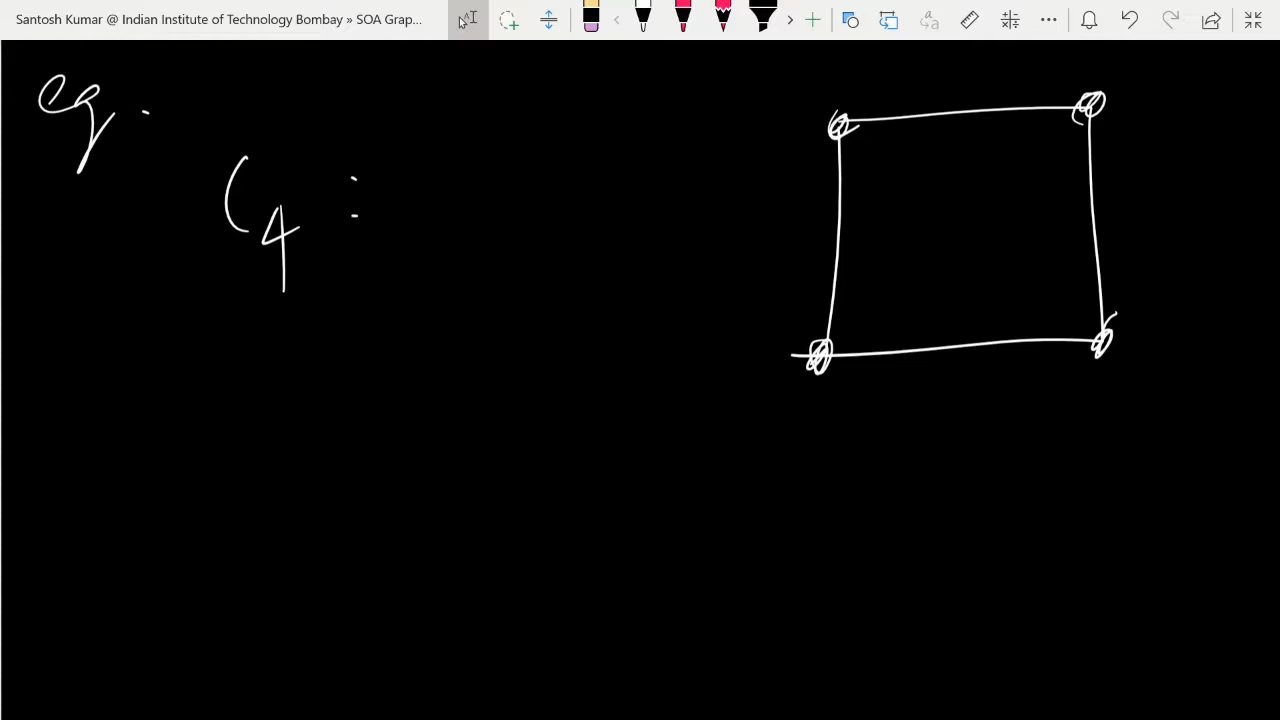 Santosh Kumar @ Indian Institute of Technology Bombay » SOA Grap...
eg.
C4 :